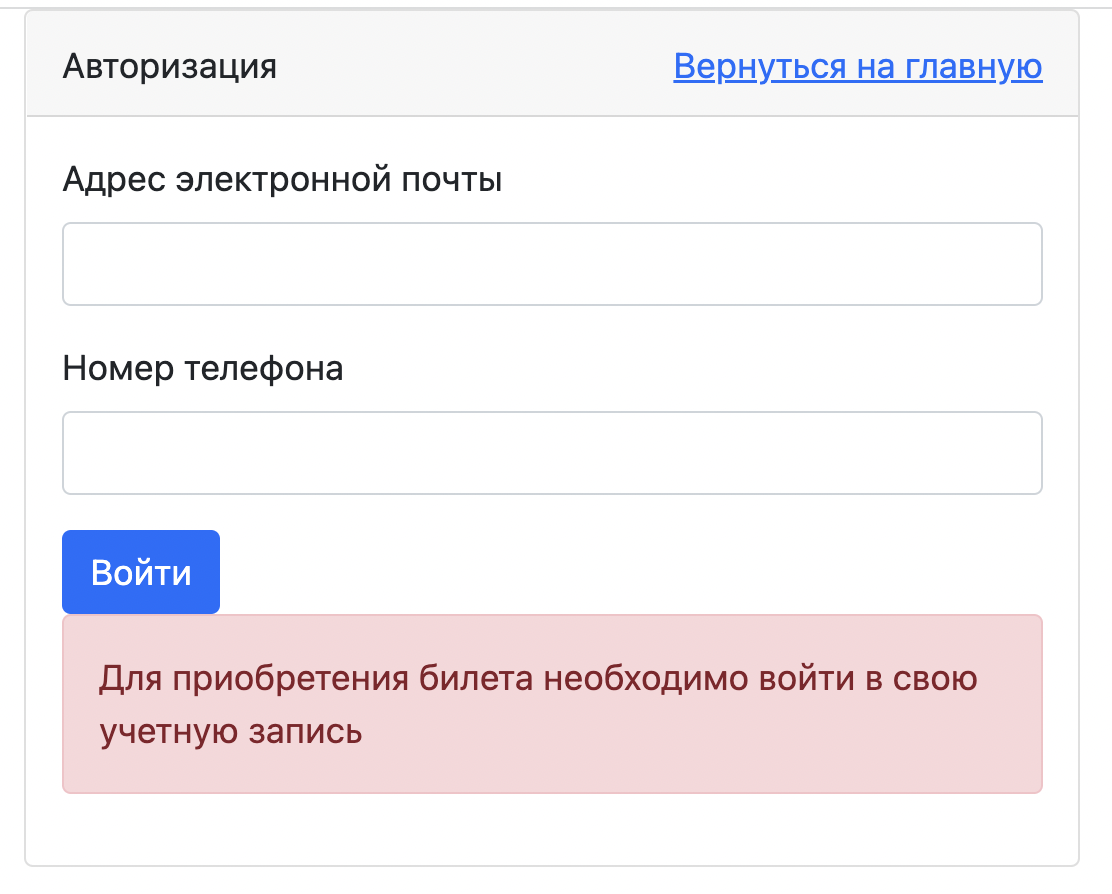 Авторизация
Вернуться на главную
Адрес электронной почты
Номер телефона
Войти
Для приобретения билета необходимо войти в свою
учетную запись